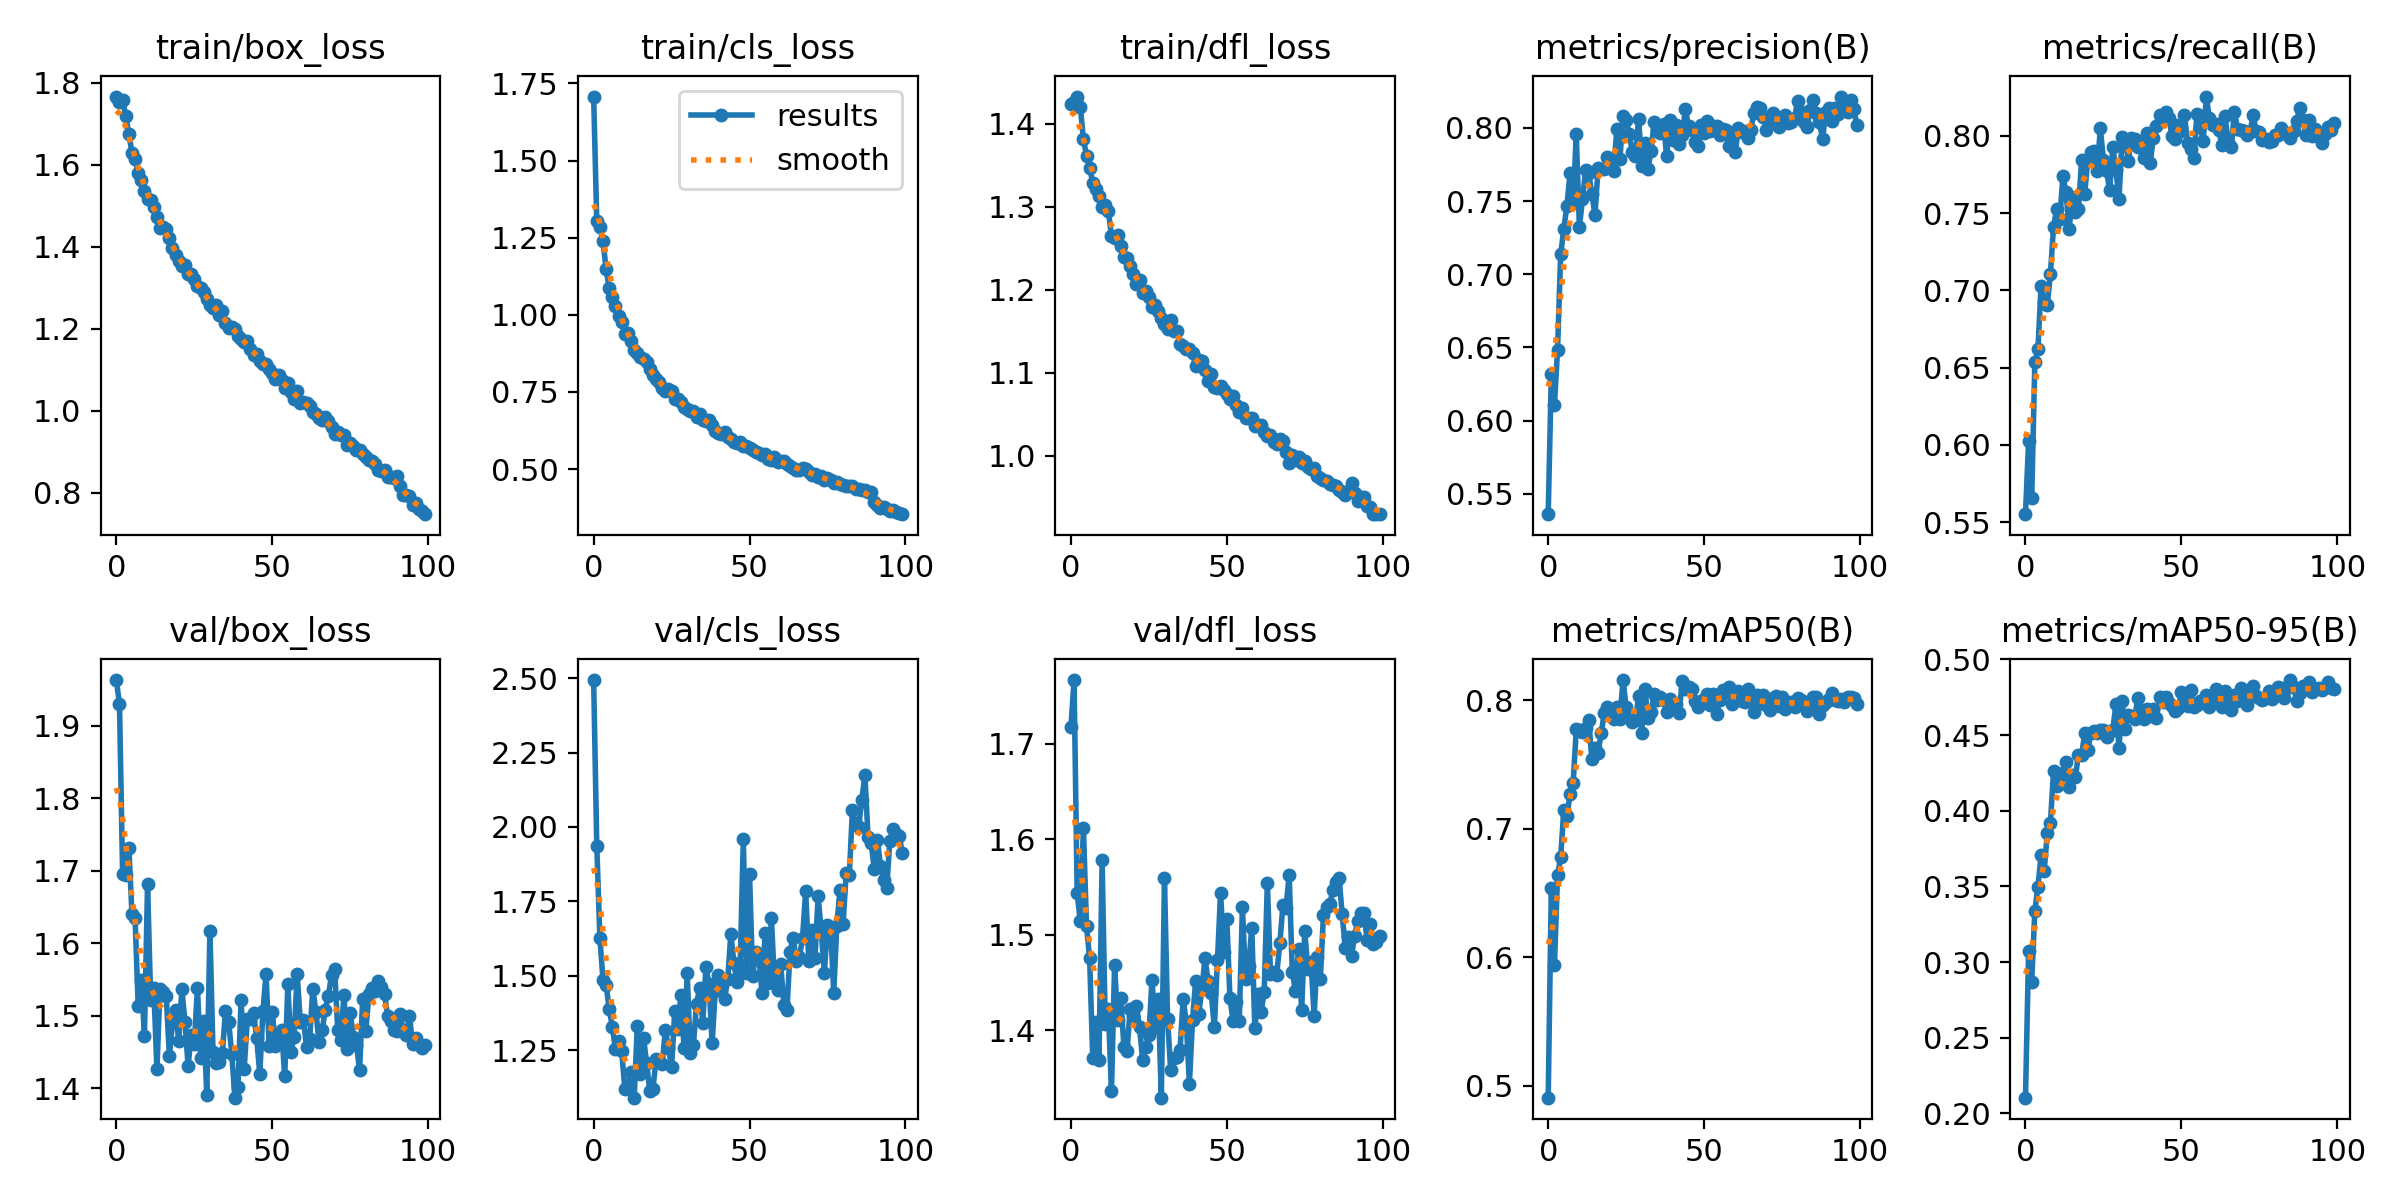 train/box_loss
1.8
1.6
1.4
1.2
1.0
0.8
0 50 100
train/cls_loss
results
smooth
1.75
1.50
1.25
1.00
0.75
0.50
0 50 100
train/dfl_loss
1.4
1.3
1.2
1.1
1.0
0 50 100
metrics/precision(B)
0.80
0.75
0.70
0.65
0.60
0.55
0 50 100
metrics/recall(B)
0.80
0.75
0.70
0.65
0.60
0.55
0 50 100
val/box_loss
1.9
1.8
1.7
1.6
1.5
1.4
0 50 100
val/cls_loss
2.50
2.25
2.00
1.75
1.50
1.25
0 50 100
val/dfl_loss
1.7
1.6
1.5
1.4
0 50 100
metrics/mAP50(B)
0.8
0.7
0.6
0.5
0 50 100
metrics/mAP50-95(B)
0.50
0.45
0.40
0.35
0.30
0.25
0.20
0 50 100